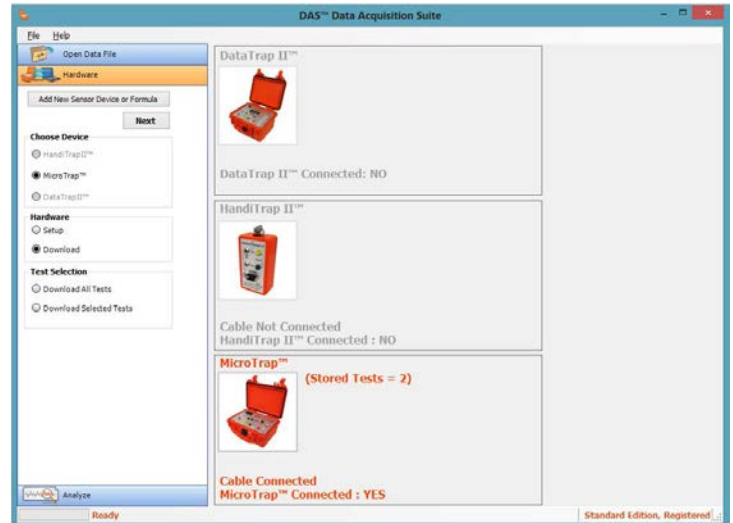 DAS™ Data Acquisition Suite
File Help
Open Data File
Hardware
Add New Sensor Device or Formula
Next
Choose Device
HandiTrapII™
MicroTrap™
DataTrapII™
Hardware
Setup
Download
Test Selection
Download All Tests
Download Selected Tests
Analyze
DataTrap II™
DataTrap II™ Connected: NO
HandiTrap II™
Cable Not Connected
HandiTrap II™ Connected : NO
MicroTrap™
(Stored Tests = 2)
Cable Connected
MicroTrap™ Connected : YES
Ready
Standard Edition, Registered